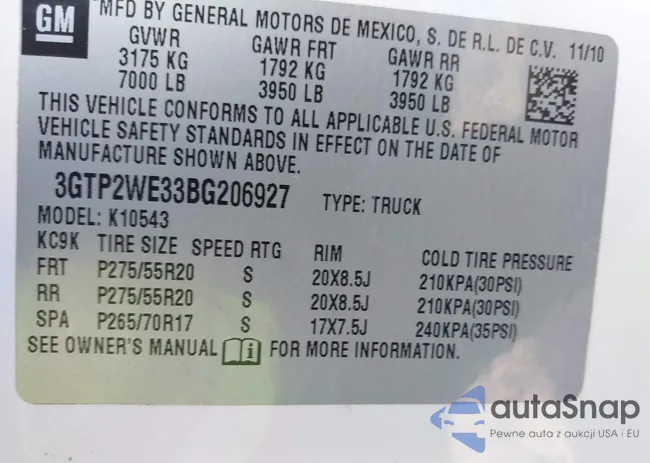 GM
MFD BY GENERAL MOTORS DE MEXICO, S. DE R.L. DE C.V. 11/10
GVWR GAWR FRT GAWR RR
3175 KG 1792 KG 1792 KG
7000 LB 3950 LB 3950 LB
THIS VEHICLE CONFORMS TO ALL APPLICABLE U.S. FEDERAL MOTOR
VEHICLE SAFETY STANDARDS IN EFFECT ON THE DATE OF
MANUFACTURE SHOWN ABOVE.
3GTP2WE33BG206927 TYPE: TRUCK
MODEL: K10543
KC9K TIRE SIZE SPEED RTG RIM COLD TIRE PRESSURE
FRT P275/55R20 S 20X8.5J 210KPA(30PSI)
RR P275/55R20 S 20X8.5J 210KPA(30PSI)
SPA P265/70R17 S 17X7.5J 240KPA(35PSI)
SEE OWNER'S MANUAL i FOR MORE INFORMATION.
autaSnap
Pewne auta z aukcji USA i EU